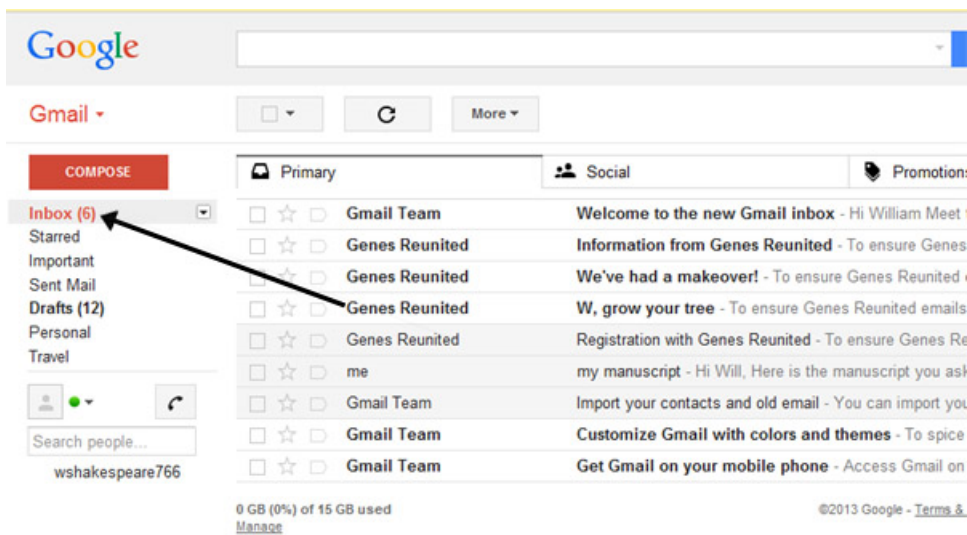 Google
Gmail
More
COMPOSE
Primary
Social
Promotions
Inbox (6)
Starred
Important
Sent Mail
Drafts (12)
Personal
Travel
Search people...
wshakespeare766
Gmail Team Welcome to the new Gmail inbox - Hi William Meet
Genes Reunited Information from Genes Reunited - To ensure Genes
Genes Reunited We've had a makeover! - To ensure Genes Reunited
Genes Reunited W, grow your tree - To ensure Genes Reunited emails
Genes Reunited Registration with Genes Reunited - To ensure Genes Re
me my manuscript - Hi Will, Here is the manuscript you ask
Gmail Team Import your contacts and old email - You can import you
Gmail Team Customize Gmail with colors and themes - To spice
Gmail Team Get Gmail on your mobile phone - Access Gmail on
0 GB (0%) of 15 GB used
Manage
©2013 Google - Terms &